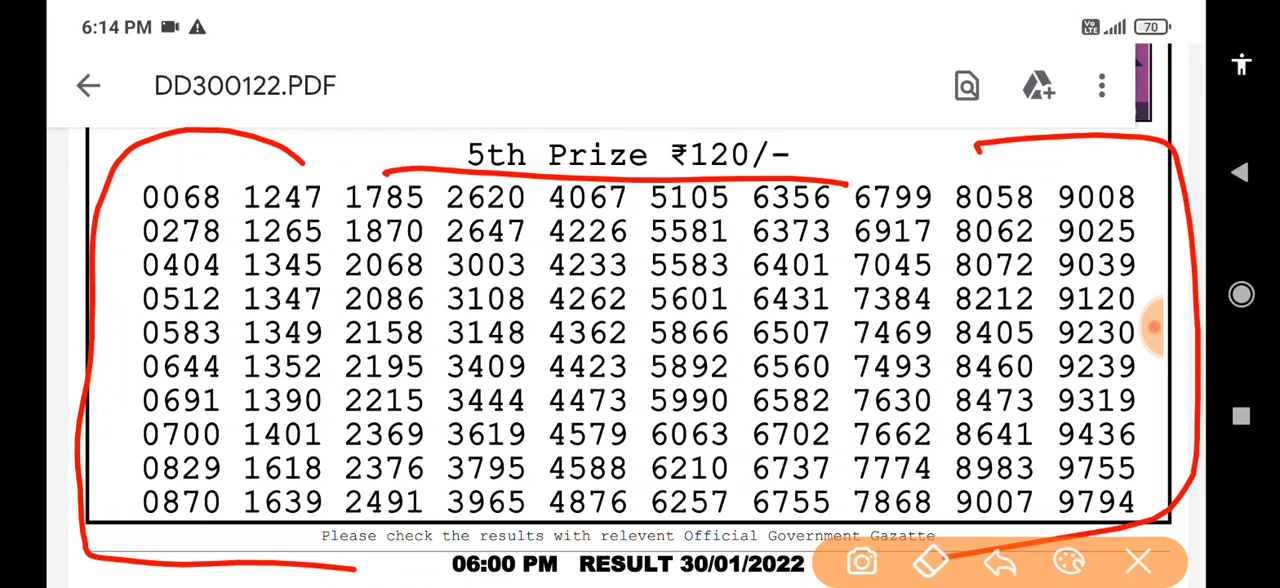 6:14 PM
Vo LTE 70
DD300122.PDF
5th Prize ₹120/-
0068 1247 1785 2620 4067 5105 6356 6799 8058 9008
0278 1265 1870 2647 4226 5581 6373 6917 8062 9025
0404 1345 2068 3003 4233 5583 6401 7045 8072 9039
0512 1347 2086 3108 4262 5601 6431 7384 8212 9120
0583 1349 2158 3148 4362 5866 6507 7469 8405 9230
0644 1352 2195 3409 4423 5892 6560 7493 8460 9239
0691 1390 2215 3444 4473 5990 6582 7630 8473 9319
0700 1401 2369 3619 4579 6063 6702 7662 8641 9436
0829 1618 2376 3795 4588 6210 6737 7774 8983 9755
0870 1639 2491 3965 4876 6257 6755 7868 9007 9794
Please check the results with relevent Official Government Gazatte
06:00 PM RESULT 30/01/2022